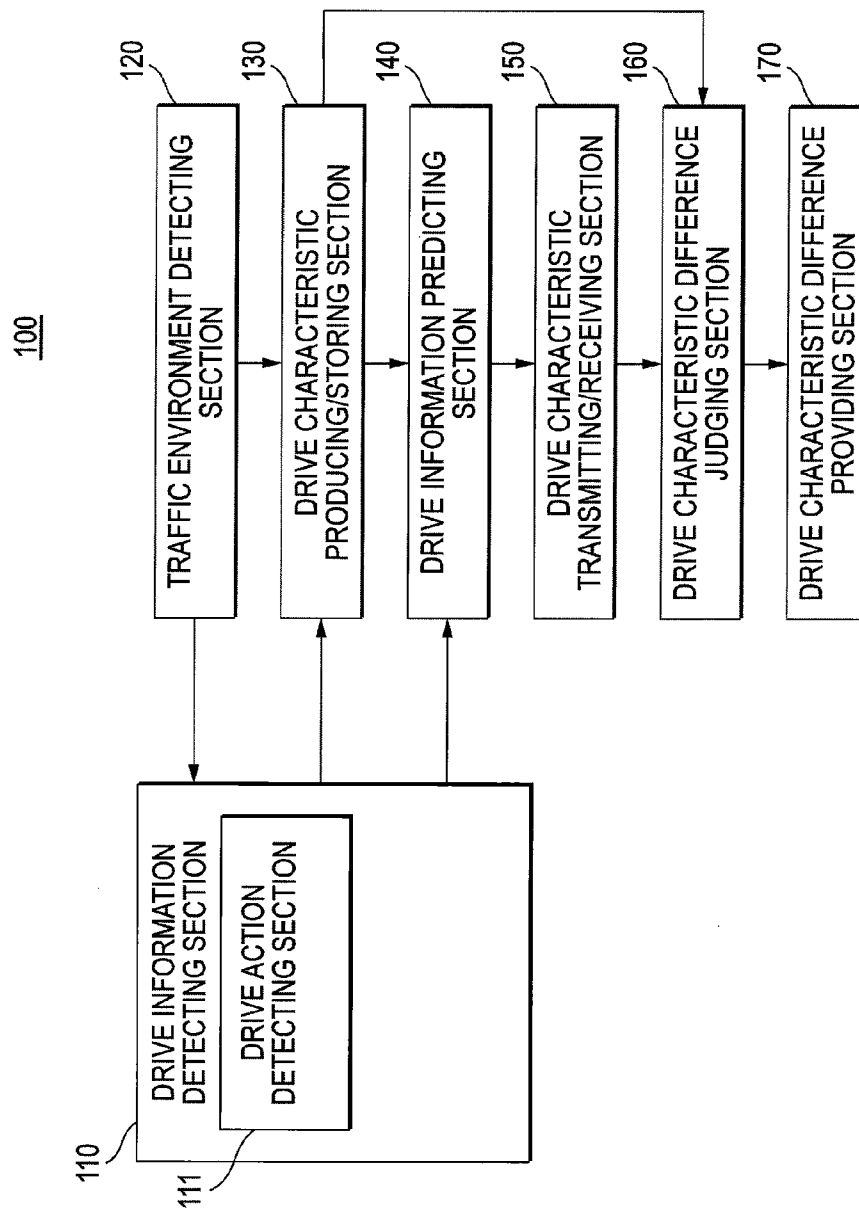 100
110
DRIVE INFORMATION
DETECTING SECTION
111
DRIVE ACTION
DETECTING SECTION
120
TRAFFIC ENVIRONMENT DETECTING
SECTION
130
DRIVE CHARACTERISTIC
PRODUCING/STORING SECTION
140
DRIVE INFORMATION PREDICTING
SECTION
150
DRIVE CHARACTERISTIC
TRANSMITTING/RECEIVING SECTION
160
DRIVE CHARACTERISTIC DIFFERENCE
JUDGING SECTION
170
DRIVE CHARACTERISTIC DIFFERENCE
PROVIDING SECTION